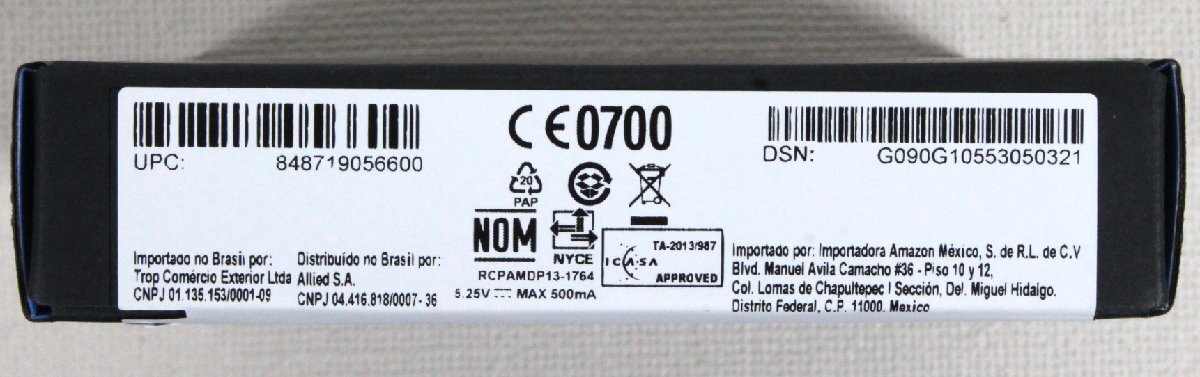 UPC: 848719056600
CE0700
DSN: G090G10553050321
20
PAP
NOM
NYCE
RCPAMDP13-1764
5.25V MAX 500mA
TA-2013/987
ICASA
APPROVED
Importado no Brasil por:
Trop Comércio Exterior Ltda
CNPJ 01.135.153/0001-09
Distribuído no Brasil por:
Allied S.A.
CNPJ 04.416.818/0007-36
Importado por: Importadora Amazon México, S. de R.L. de C.V
Blvd. Manuel Avila Camacho #36 - Piso 10 y 12,
Col. Lomas de Chapultepec I Sección, Del. Miguel Hidalgo.
Distrito Federal, C.P. 11000. Mexico